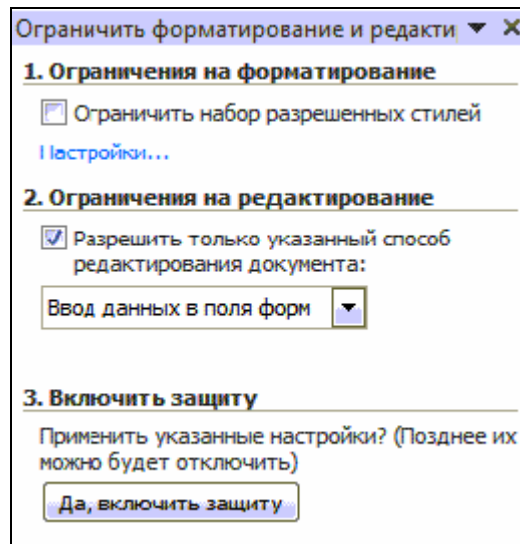 Ограничить форматирование и редакти
1. Ограничения на форматирование
Ограничить набор разрешенных стилей
Настройки...
2. Ограничения на редактирование
Разрешить только указанный способ
редактирования документа:
Ввод данных в поля форм
3. Включить защиту
Применить указанные настройки? (Позднее их
можно будет отключить)
Да, включить защиту